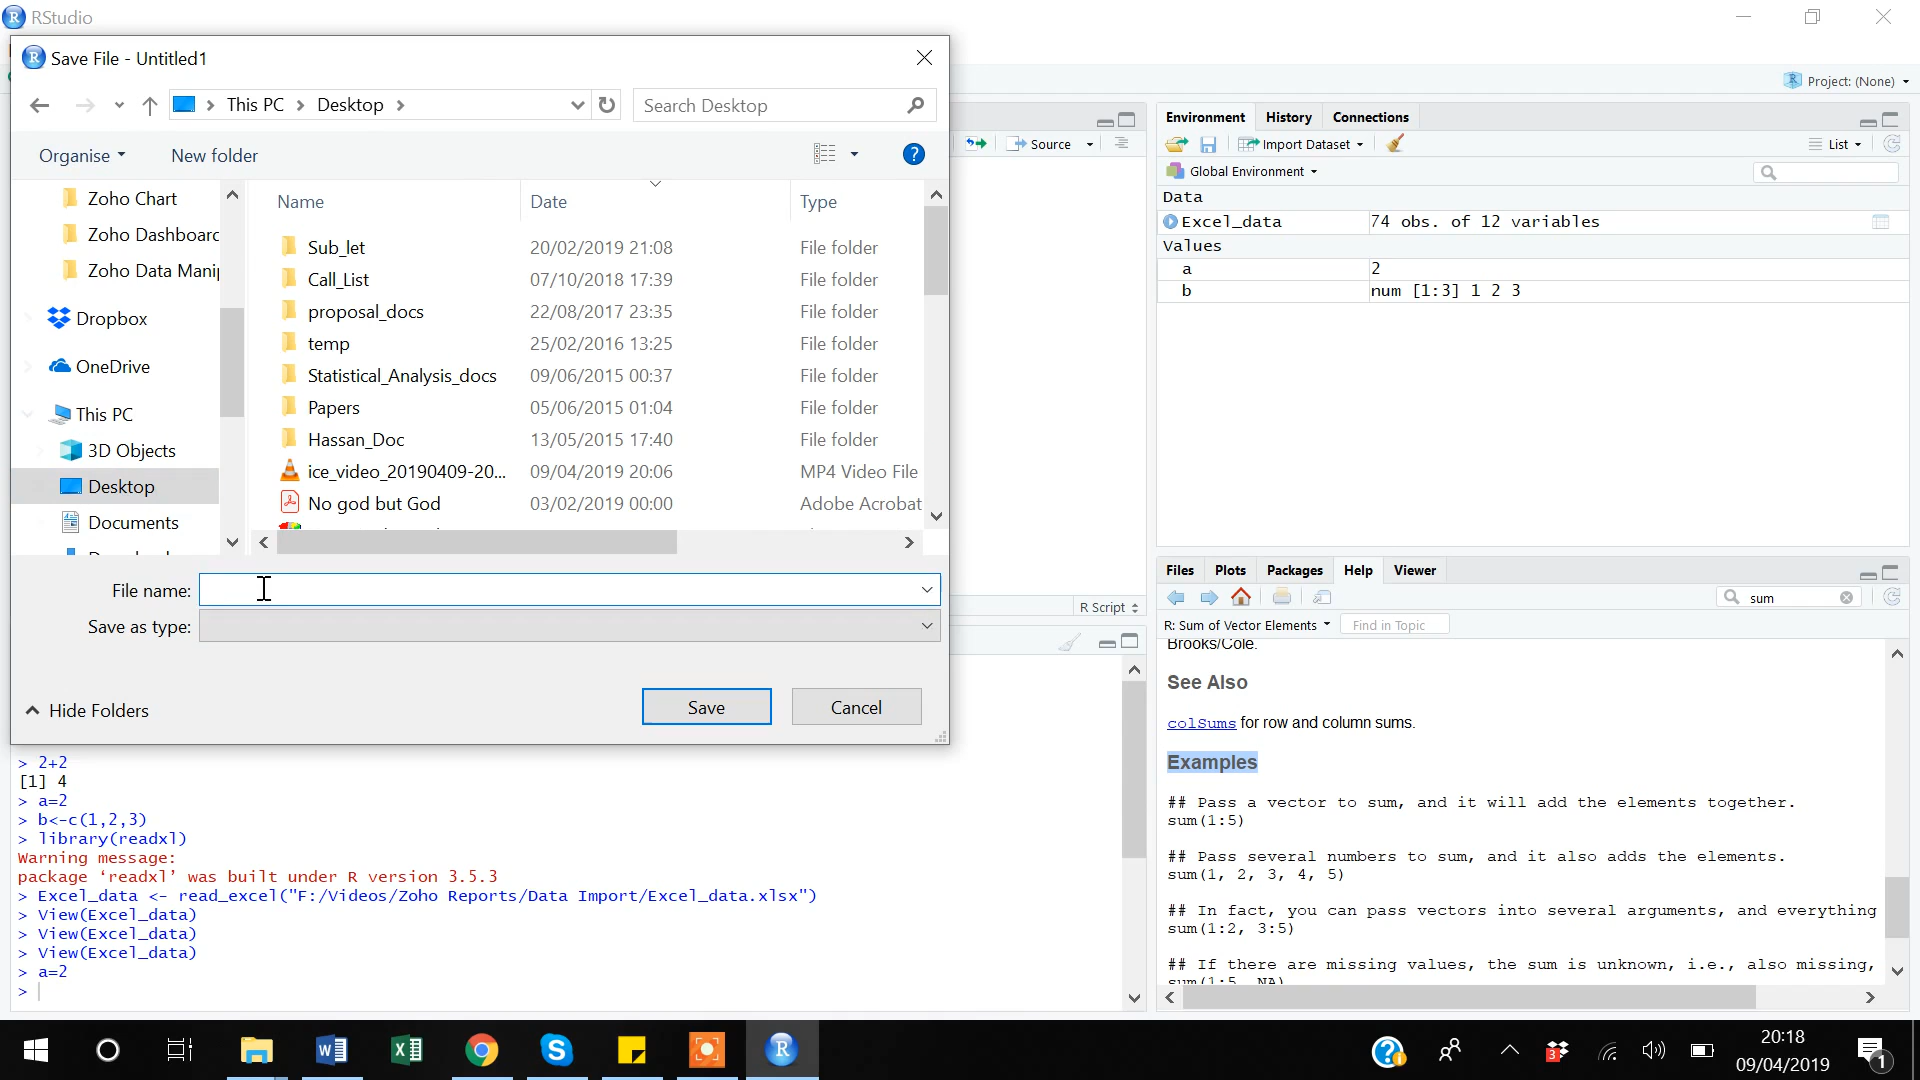 RStudio
Save File - Untitled1
This PC
Desktop
Search Desktop
Project: (None)
Organise
New folder
Source
Environment
History
Connections
Import Dataset
List
Global Environment
Zoho Chart
Zoho Dashboard
Zoho Data Manip
Dropbox
OneDrive
This PC
3D Objects
Desktop
Documents
Name Date Type
Sub_let 20/02/2019 21:08 File folder
Call_List 07/10/2018 17:39 File folder
proposal_docs 22/08/2017 23:35 File folder
temp 25/02/2016 13:25 File folder
Statistical_Analysis_docs 09/06/2015 00:37 File folder
Papers 05/06/2015 01:04 File folder
Hassan_Doc 13/05/2015 17:40 File folder
ice_video_20190409-20... 09/04/2019 20:06 MP4 Video File
No god but God 03/02/2019 00:00 Adobe Acrobat
File name:
Save as type:
Hide Folders
Save
Cancel
Data
Excel_data 74 obs. of 12 variables
Values
a 2
b num [1:3] 1 2 3
R Script
> 2+2
[1] 4
> a=2
> b<-c(1,2,3)
> library(readxl)
Warning message:
package ‘readxl’ was built under R version 3.5.3
> Excel_data <- read_excel("F:/Videos/Zoho Reports/Data Import/Excel_data.xlsx")
> View(Excel_data)
> View(Excel_data)
> View(Excel_data)
> a=2
>
Files
Plots
Packages
Help
Viewer
sum
R: Sum of Vector Elements
Find in Topic
Brooks/Cole.
See Also
colSums for row and column sums.
Examples
## Pass a vector to sum, and it will add the elements together.
sum(1:5)
## Pass several numbers to sum, and it also adds the elements.
sum(1, 2, 3, 4, 5)
## In fact, you can pass vectors into several arguments, and everything
sum(1:2, 3:5)
## If there are missing values, the sum is unknown, i.e., also missing,
sum(1:5, NA)
3
20:18
09/04/2019
1